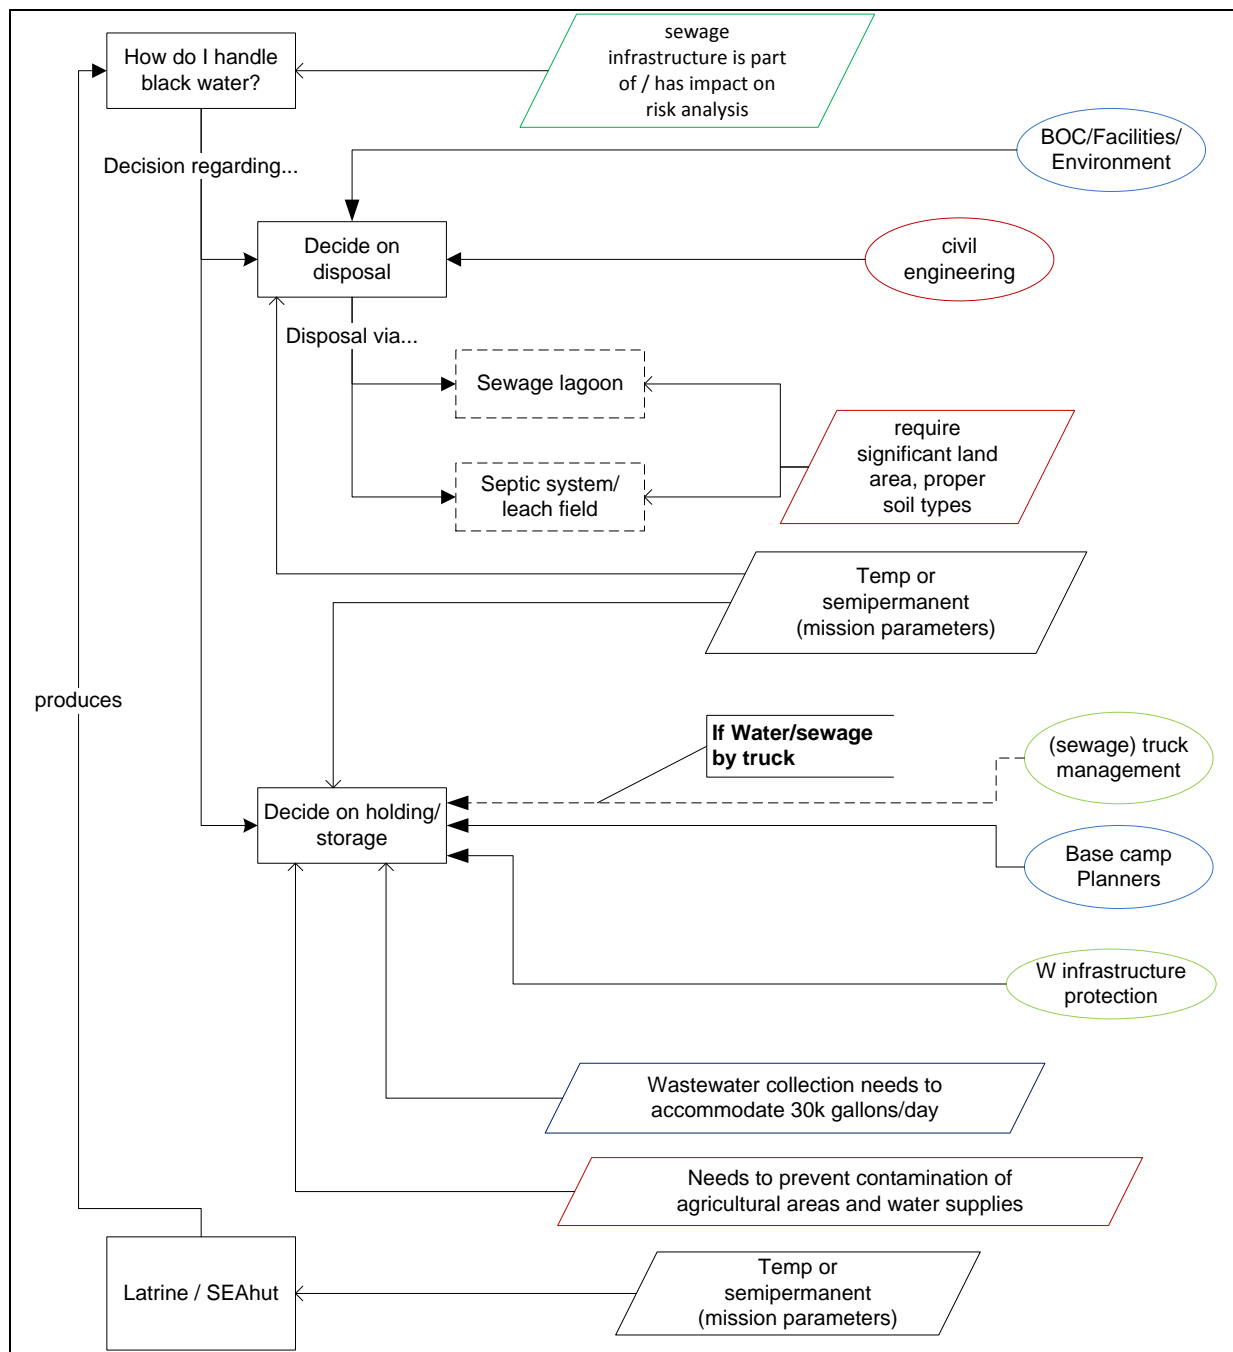 How do I handle
black water?
sewage
infrastructure is part
of / has impact on
risk analysis
BOC/Facilities/
Environment
Decision regarding...
Decide on
disposal
civil
engineering
Disposal via...
Sewage lagoon
require
significant land
area, proper
soil types
Septic system/
leach field
Temp or
semipermanent
(mission parameters)
produces
If Water/sewage
by truck
(sewage) truck
management
Decide on holding/
storage
Base camp
Planners
W infrastructure
protection
Wastewater collection needs to
accommodate 30k gallons/day
Needs to prevent contamination of
agricultural areas and water supplies
Latrine / SEAhut
Temp or
semipermanent
(mission parameters)